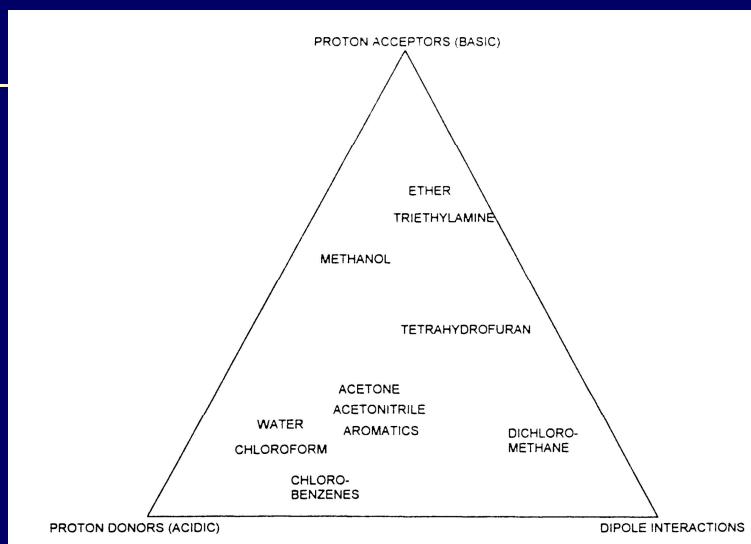 PROTON ACCEPTORS (BASIC)
ETHER
TRIETHYLAMINE
METHANOL
TETRAHYDROFURAN
ACETONE
ACETONITRILE
WATER
AROMATICS
DICHLORO-
METHANE
CHLOROFORM
CHLORO-
BENZENES
PROTON DONORS (ACIDIC)
DIPOLE INTERACTIONS